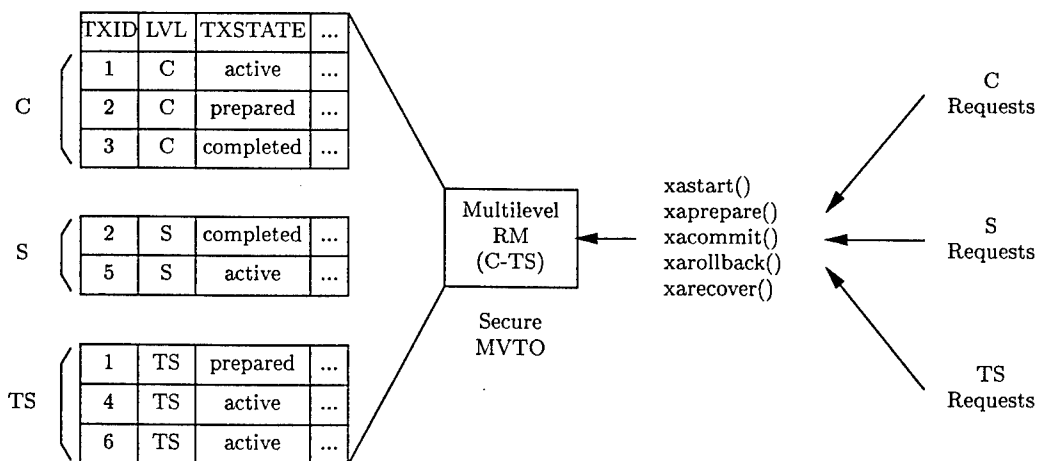 TXID LVL TXSTATE ...
1 C active ...
2 C prepared ...
3 C completed ...
C
2 S completed ...
5 S active ...
S
1 TS prepared ...
4 TS active ...
6 TS active ...
TS
Multilevel
RM
(C-TS)
Secure
MVTO
xastart()
xaprepare()
xacommit()
xarollback()
xarecover()
C
Requests
S
Requests
TS
Requests